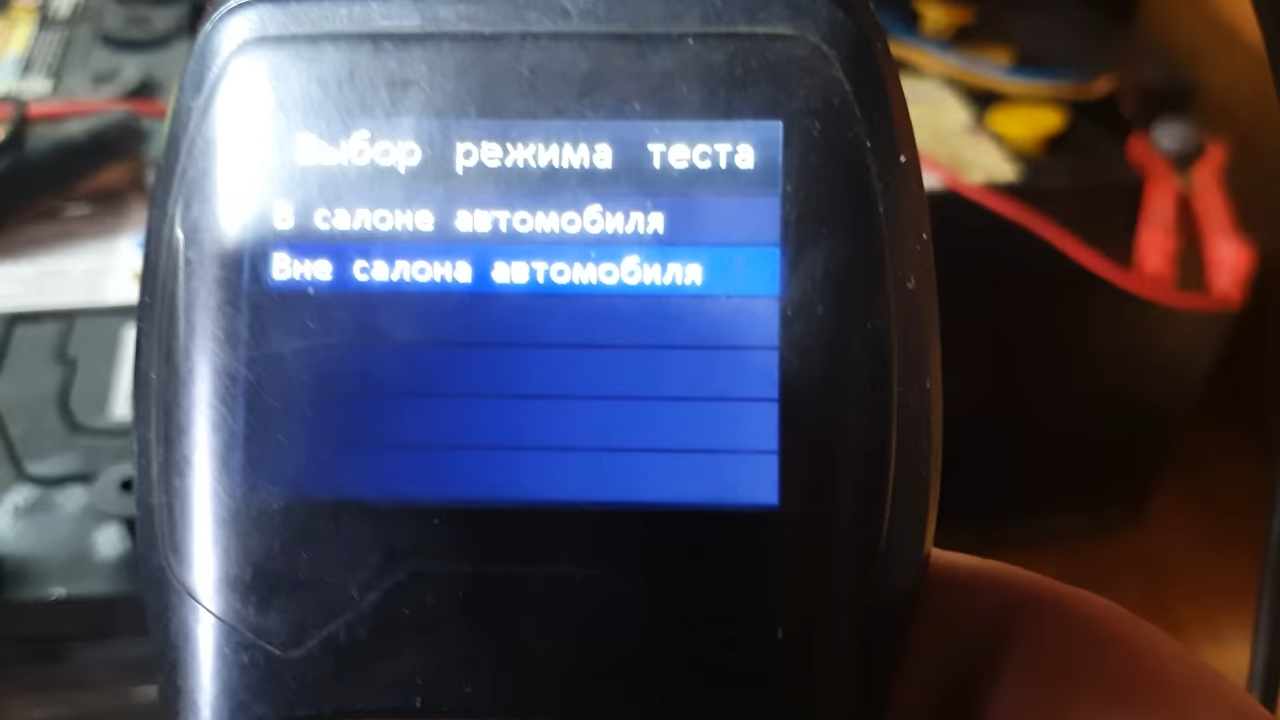 Выбор режима теста
В салоне автомобиля
Вне салона автомобиля